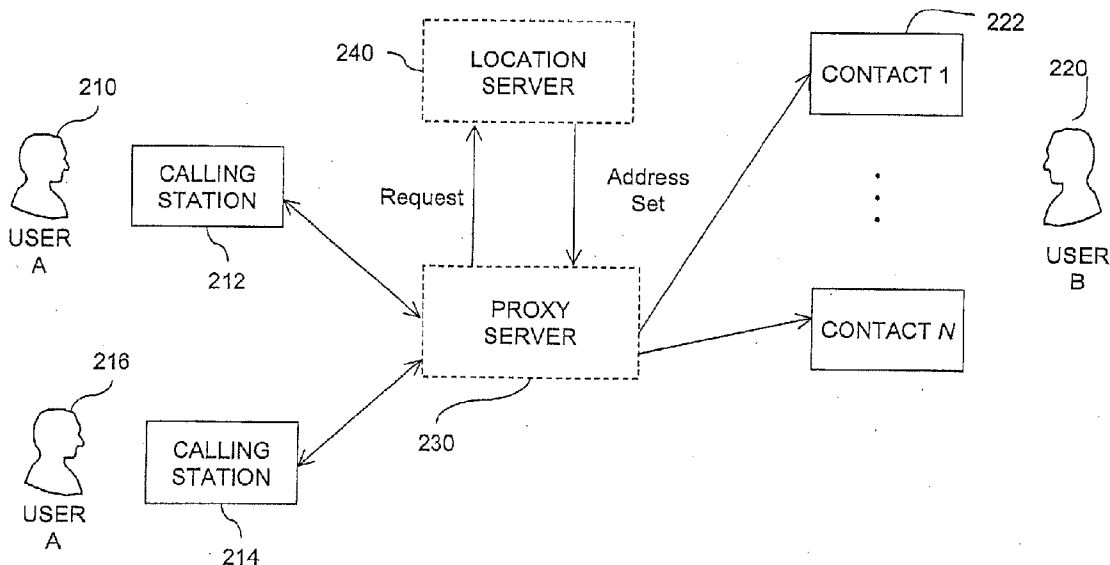 222
240
LOCATION
SERVER
CONTACT 1
220
210
CALLING
STATION
Request
Address
Set
USER
A
212
USER
B
PROXY
SERVER
CONTACT N
216
230
CALLING
STATION
USER
A
214